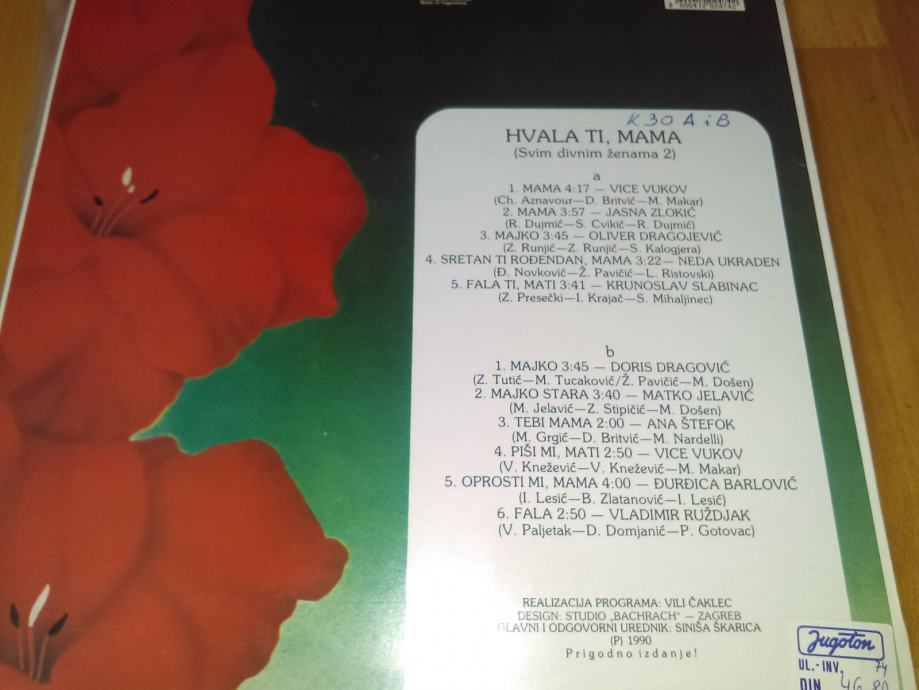 8 000412 024742
K30 A i B
HVALA TI, MAMA
(Svim divnim ženama 2)
a
1. MAMA 4:17 — VICE VUKOV
(Ch. Aznavour—D. Britvić—M. Makar)
2. MAMA 3:57 — JASNA ZLOKIĆ
(R. Dujmić—S. Cvikić—R. Dujmić)
3. MAJKO 3:45 — OLIVER DRAGOJEVIĆ
(Z. Runjić—Z. Runjić—S. Kalogjera)
4. SRETAN TI ROĐENDAN, MAMA 3:22— NEDA UKRADEN
(Đ. Novković—Ž. Pavičić—L. Ristovski)
5. FALA TI, MATI 3:41 — KRUNOSLAV SLABINAC
(Z. Presečki—I. Krajač—S. Mihaljinec)
b
1. MAJKO 3:45 — DORIS DRAGOVIĆ
(Z. Tutić—M. Tucaković/Ž. Pavičić—M. Došen)
2. MAJKO STARA 3:40 — MATKO JELAVIĆ
(M. Jelavić—Z. Stipičić—M. Došen)
3. TEBI MAMA 2:00 — ANA ŠTEFOK
(M. Grgić—D. Britvić—M. Nardelli)
4. PIŠI MI, MATI 2:50 — VICE VUKOV
(V. Knežević—V. Knežević—M. Makar)
5. OPROSTI MI, MAMA 4:00 — ĐURĐICA BARLOVIĆ
(I. Lesić—B. Zlatanović—I. Lesić)
6. FALA 2:50 — VLADIMIR RUŽDJAK
(V. Paljetak—D. Domjanić—P. Gotovac)
REALIZACIJA PROGRAMA: VILI ČAKLEC
DESIGN: STUDIO „BACHRACH" — ZAGREB
GLAVNI I ODGOVORNI UREDNIK: SINIŠA ŠKARICA
(P) 1990
Prigodno izdanje!
Jugoton
UL.-INV. 74
DIN